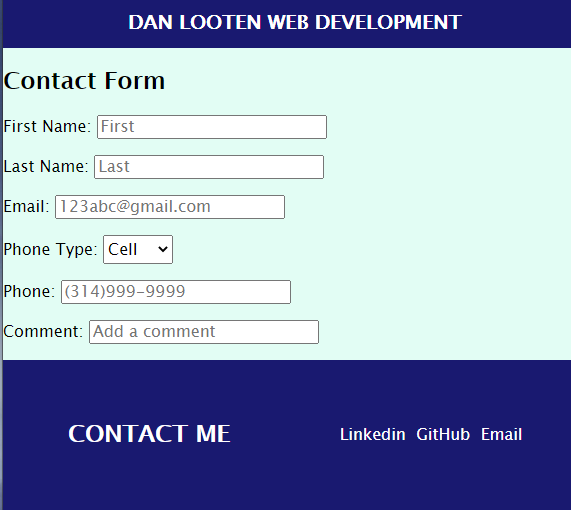 DAN LOOTEN WEB DEVELOPMENT
Contact Form
First Name: First
Last Name: Last
Email: 123abc@gmail.com
Phone Type: Cell
Phone: (314)999-9999
Comment: Add a comment
CONTACT ME Linkedin GitHub Email